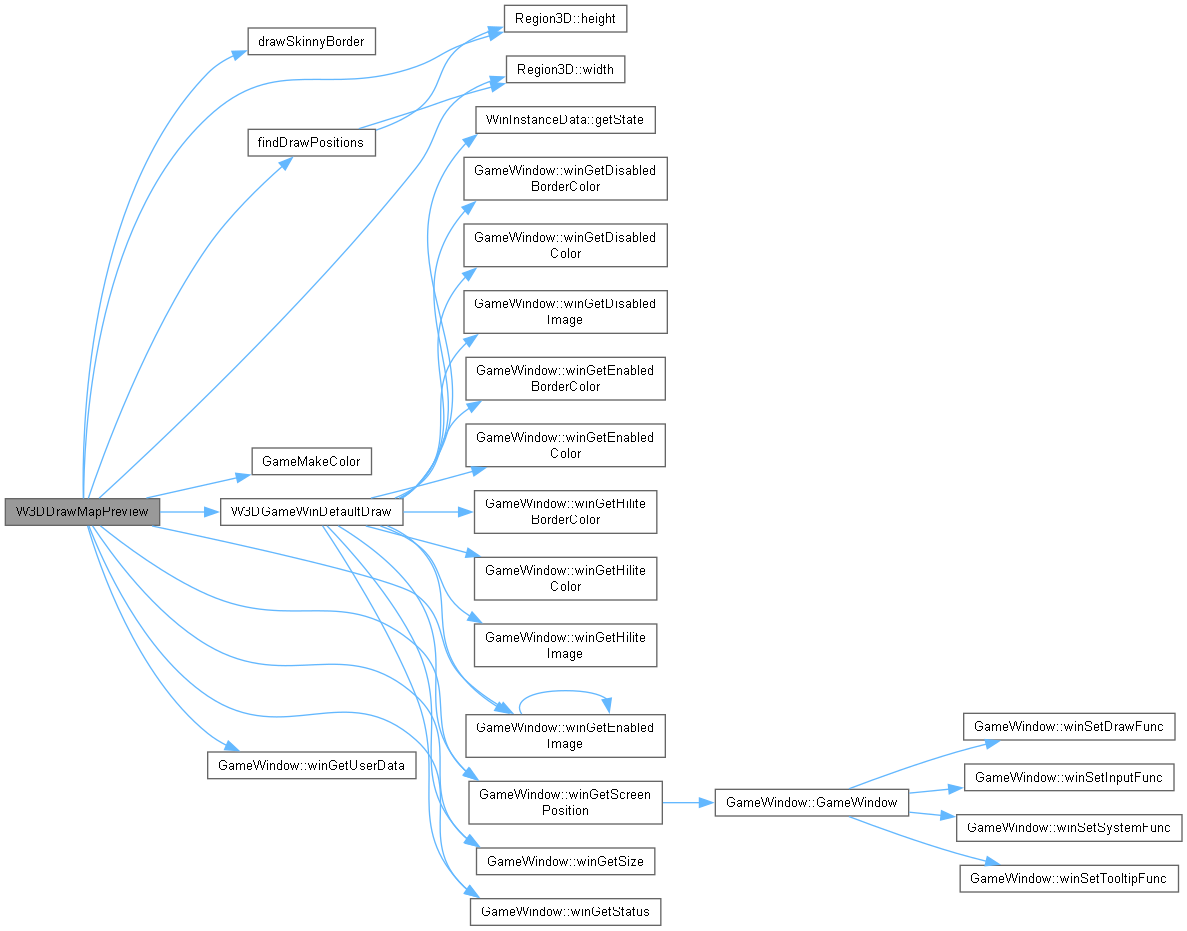 Region3D::height
drawSkinnyBorder
Region3D::width
WinInstanceData::getState
findDrawPositions
GameWindow::winGetDisabled
BorderColor
GameWindow::winGetDisabled
Color
GameWindow::winGetDisabled
Image
GameWindow::winGetEnabled
BorderColor
GameWindow::winGetEnabled
Color
GameMakeColor
GameWindow::winGetHilite
BorderColor
W3DDrawMapPreview
W3DGameWinDefaultDraw
GameWindow::winGetHilite
Color
GameWindow::winGetHilite
Image
GameWindow::winGetEnabled
Image
GameWindow::winSetDrawFunc
GameWindow::winGetUserData
GameWindow::winSetInputFunc
GameWindow::winGetScreen
Position
GameWindow::GameWindow
GameWindow::winSetSystemFunc
GameWindow::winGetSize
GameWindow::winSetTooltipFunc
GameWindow::winGetStatus